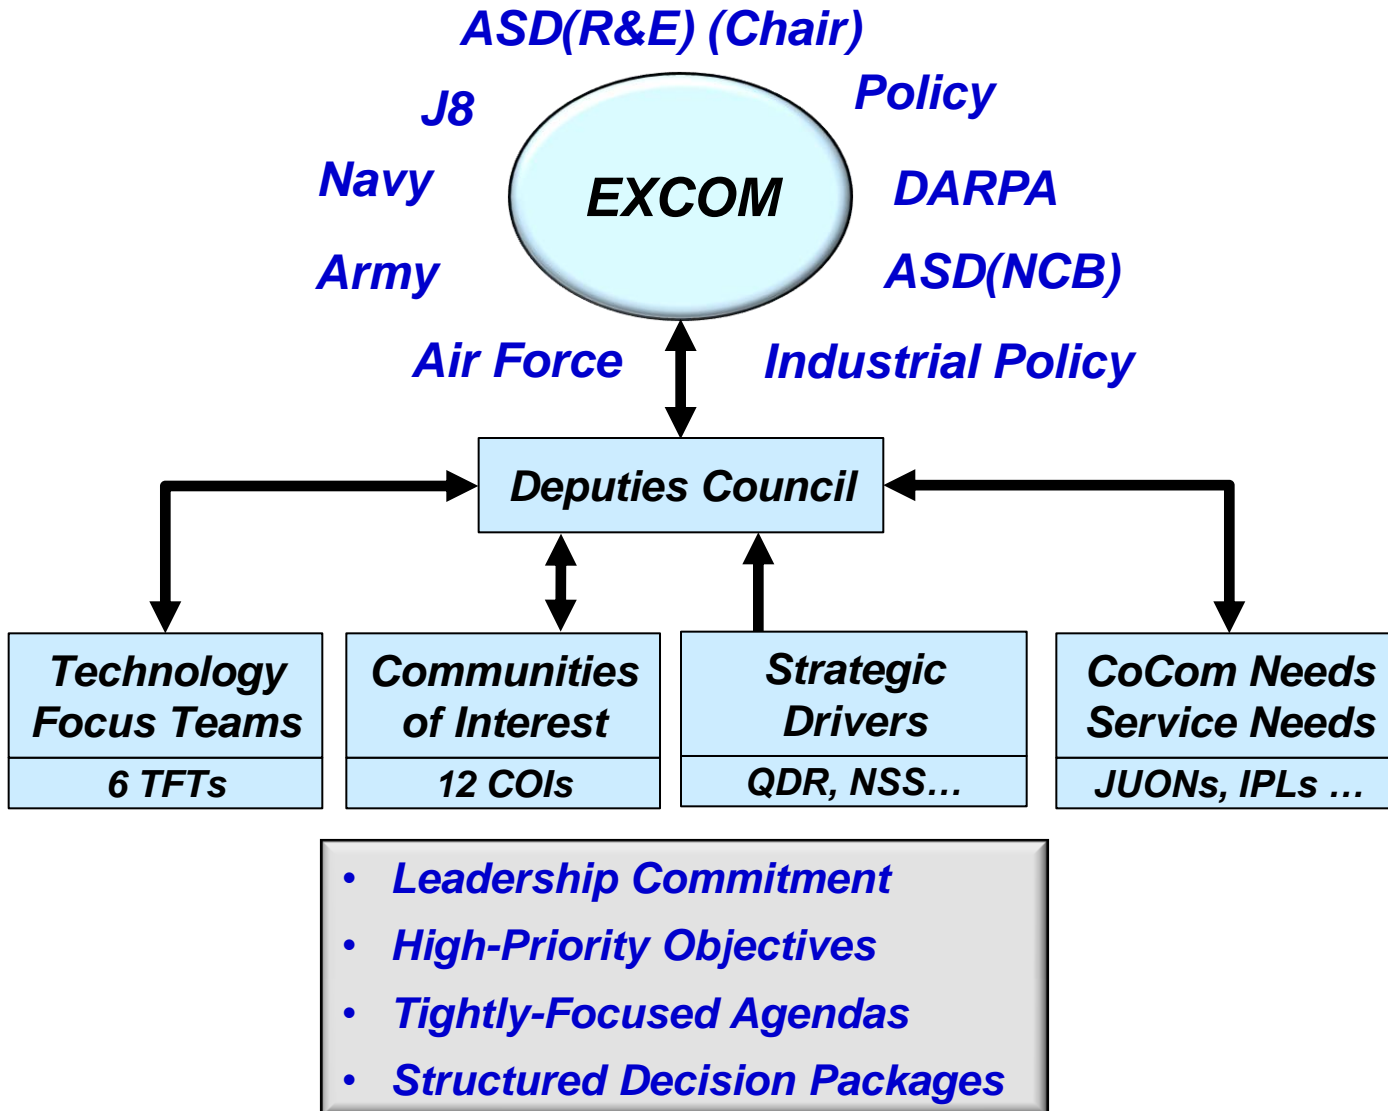 ASD(R&E) (Chair)
J8
Policy
Navy
EXCOM
DARPA
Army
ASD(NCB)
Air Force
Industrial Policy
Deputies Council
Technology
Focus Teams
6 TFTs
Communities
of Interest
12 COIs
Strategic
Drivers
QDR, NSS…
CoCom Needs
Service Needs
JUONs, IPLs …
• Leadership Commitment
• High-Priority Objectives
• Tightly-Focused Agendas
• Structured Decision Packages